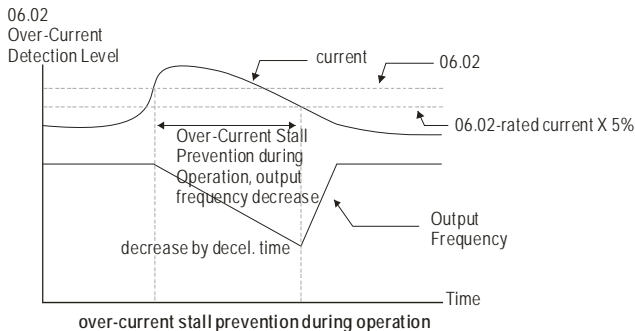 06.02
Over-Current
Detection Level
current
06.02
06.02-rated current X 5%
Over-Current Stall
Prevention during
Operation, output
frequency decrease
decrease by decel. time
Output
Frequency
Time
over-current stall prevention during operation